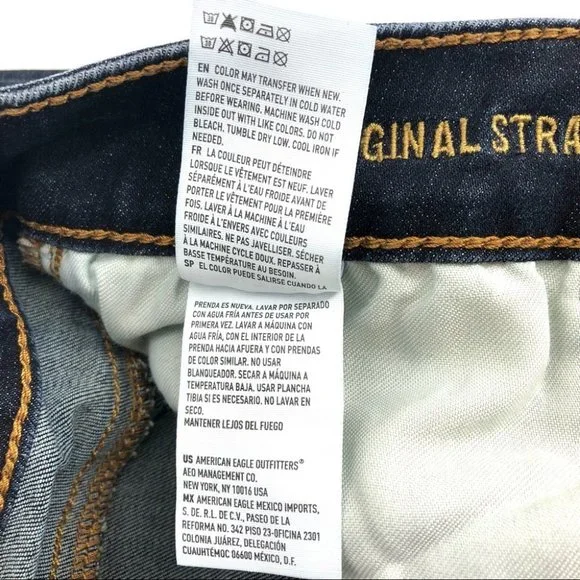 EN COLOR MAY TRANSFER WHEN NEW.
WASH ONCE SEPARATELY IN COLD WATER
BEFORE WEARING. MACHINE WASH COLD
INSIDE OUT WITH LIKE COLORS. DO NOT
BLEACH. TUMBLE DRY LOW. COOL IRON IF
NEEDED.
FR LA COULEUR PEUT DÉTEINDRE
LORSQUE LE VÊTEMENT EST NEUF. LAVER
SÉPARÉMENT À L'EAU FROIDE AVANT DE
PORTER LE VÊTEMENT POUR LA PREMIÈRE
FOIS. LAVER À LA MACHINE À L'EAU
FROIDE À L'ENVERS AVEC COULEURS
SIMILAIRES. NE PAS JAVELLISER. SÉCHER
À LA MACHINE CYCLE DOUX. REPASSER À
BASSE TEMPÉRATURE AU BESOIN.
SP EL COLOR PUEDE SALIRSE CUANDO LA
PRENDA ES NUEVA. LAVAR POR SEPARADO
CON AGUA FRÍA ANTES DE USAR POR
PRIMERA VEZ. LAVAR A MÁQUINA CON
AGUA FRÍA, CON EL INTERIOR DE LA
PRENDA HACIA AFUERA Y CON PRENDAS
DE COLOR SIMILAR. NO USAR
BLANQUEADOR. SECAR A MÁQUINA A
TEMPERATURA BAJA. USAR PLANCHA
TIBIA SI ES NECESARIO. NO LAVAR EN
SECO.
MANTENER LEJOS DEL FUEGO
US AMERICAN EAGLE OUTFITTERS®
AEO MANAGEMENT CO.
NEW YORK, NY 10016 USA
MX AMERICAN EAGLE MEXICO IMPORTS,
S. DE R.L. DE C.V., PASEO DE LA
REFORMA NO. 342 PISO 23-OFICINA 2301
COLONIA JUÁREZ, DELEGACIÓN
CUAUHTÉMOC 06600 MÉXICO, D.F.
GINAL STRA